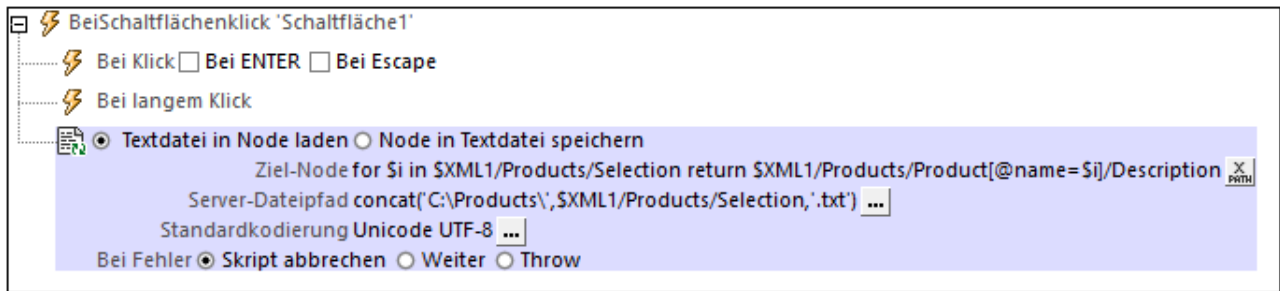 BeiSchaltflächenklick 'Schaltfläche1'
Bei Klick Bei ENTER Bei Escape
Bei langem Klick
Textdatei in Node laden Node in Textdatei speichern
Ziel-Node for $i in $XML1/Products/Selection return $XML1/Products/Product[@name=$i]/Description X PATH
Server-Dateipfad concat('C:\Products\',$XML1/Products/Selection,'.txt') ...
Standardkodierung Unicode UTF-8 ...
Bei Fehler Skript abbrechen Weiter Throw